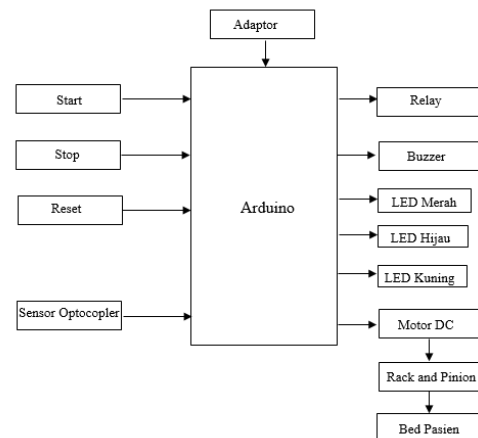 Adaptor
Start
Stop
Reset
Sensor Optocopler
Arduino
Relay
Buzzer
LED Merah
LED Hijau
LED Kuning
Motor DC
Rack and Pinion
Bed Pasien